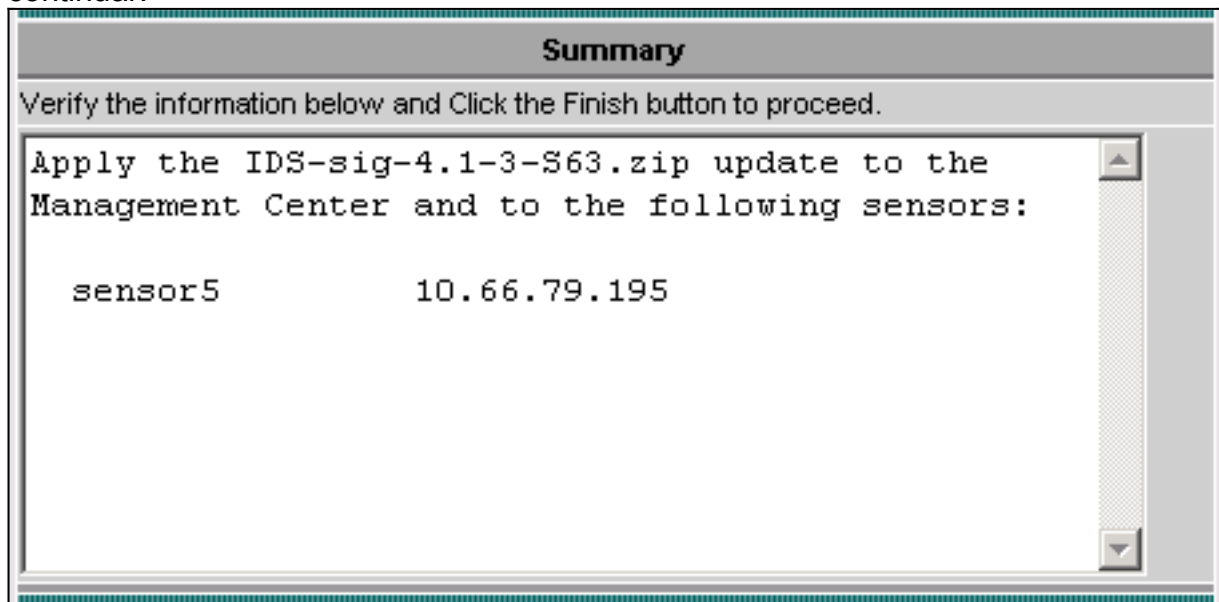 continuar.
Summary
Verify the information below and Click the Finish button to proceed.
Apply the IDS-sig-4.1-3-S63.zip update to the
Management Center and to the following sensors:
sensor5 10.66.79.195